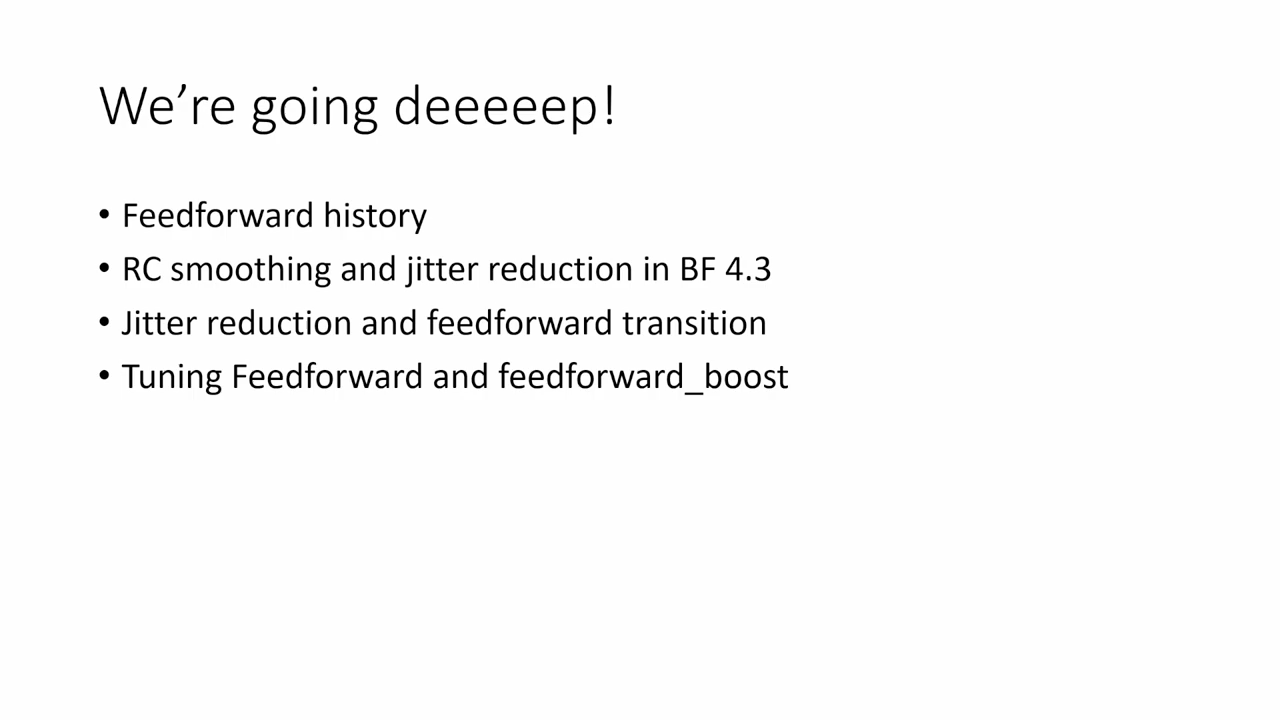 We’re going deeeeep!
• Feedforward history
• RC smoothing and jitter reduction in BF 4.3
• Jitter reduction and feedforward transition
• Tuning Feedforward and feedforward_boost